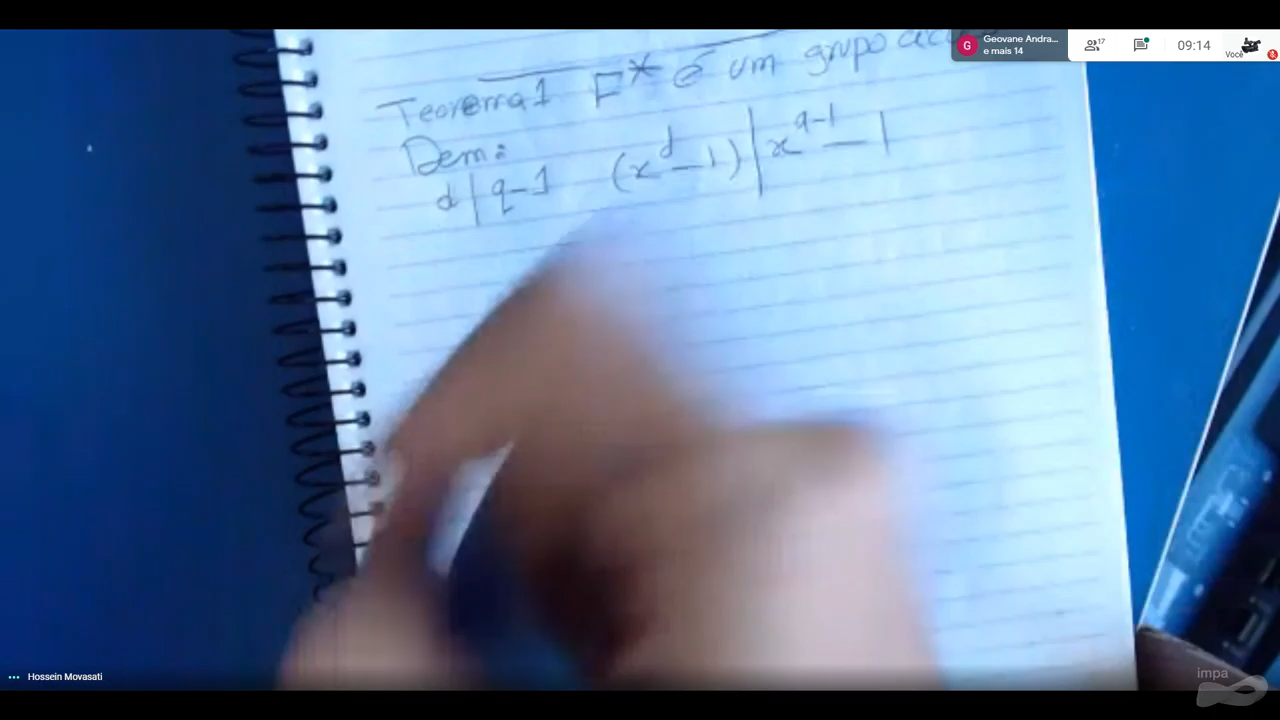 Geovane Andra...
e mais 14
17
09:14
Você
Teorema 1 F* é um grupo
Dem:
d | q-1 (x^d - 1) | x^{q-1} - 1
Hossein Movasati
impa